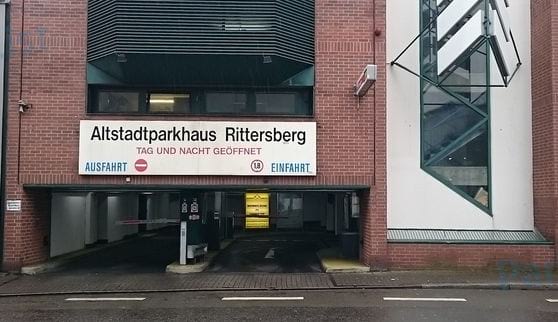 Altstadtparkhaus Rittersberg
TAG UND NACHT GEÖFFNET
AUSFAHRT 1.8 EINFAHRT